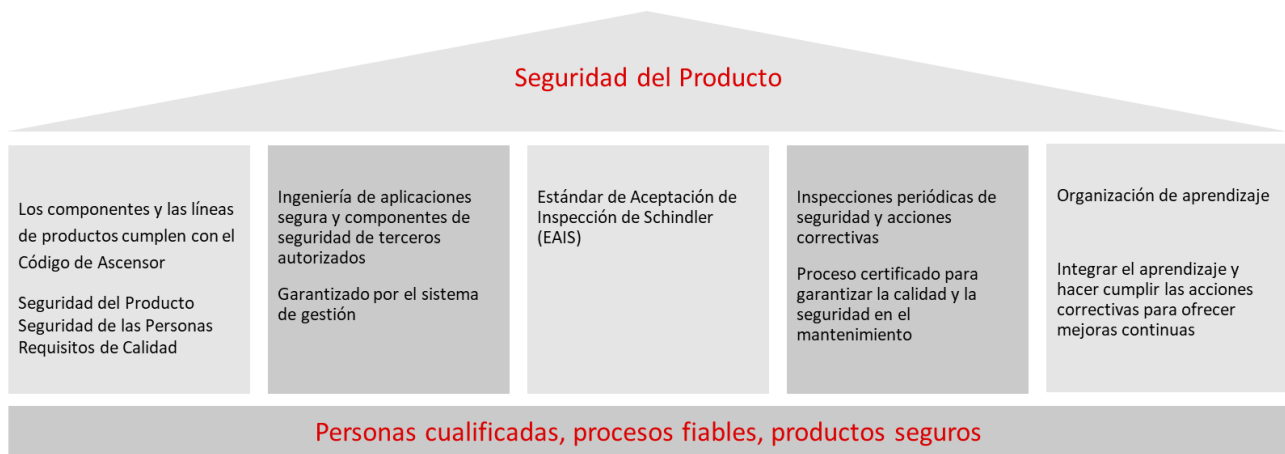 Seguridad del Producto
Los componentes y las líneas
de productos cumplen con el
Código de Ascensor
Seguridad del Producto
Seguridad de las Personas
Requisitos de Calidad
Ingeniería de aplicaciones
segura y componentes de
seguridad de terceros
autorizados
Garantizado por el sistema
de gestión
Estándar de Aceptación de
Inspección de Schindler
(EAIS)
Inspecciones periódicas de
seguridad y acciones
correctivas
Proceso certificado para
garantizar la calidad y la
seguridad en el
mantenimiento
Organización de aprendizaje
Integrar el aprendizaje y
hacer cumplir las acciones
correctivas para ofrecer
mejoras continuas
Personas cualificadas, procesos fiables, productos seguros